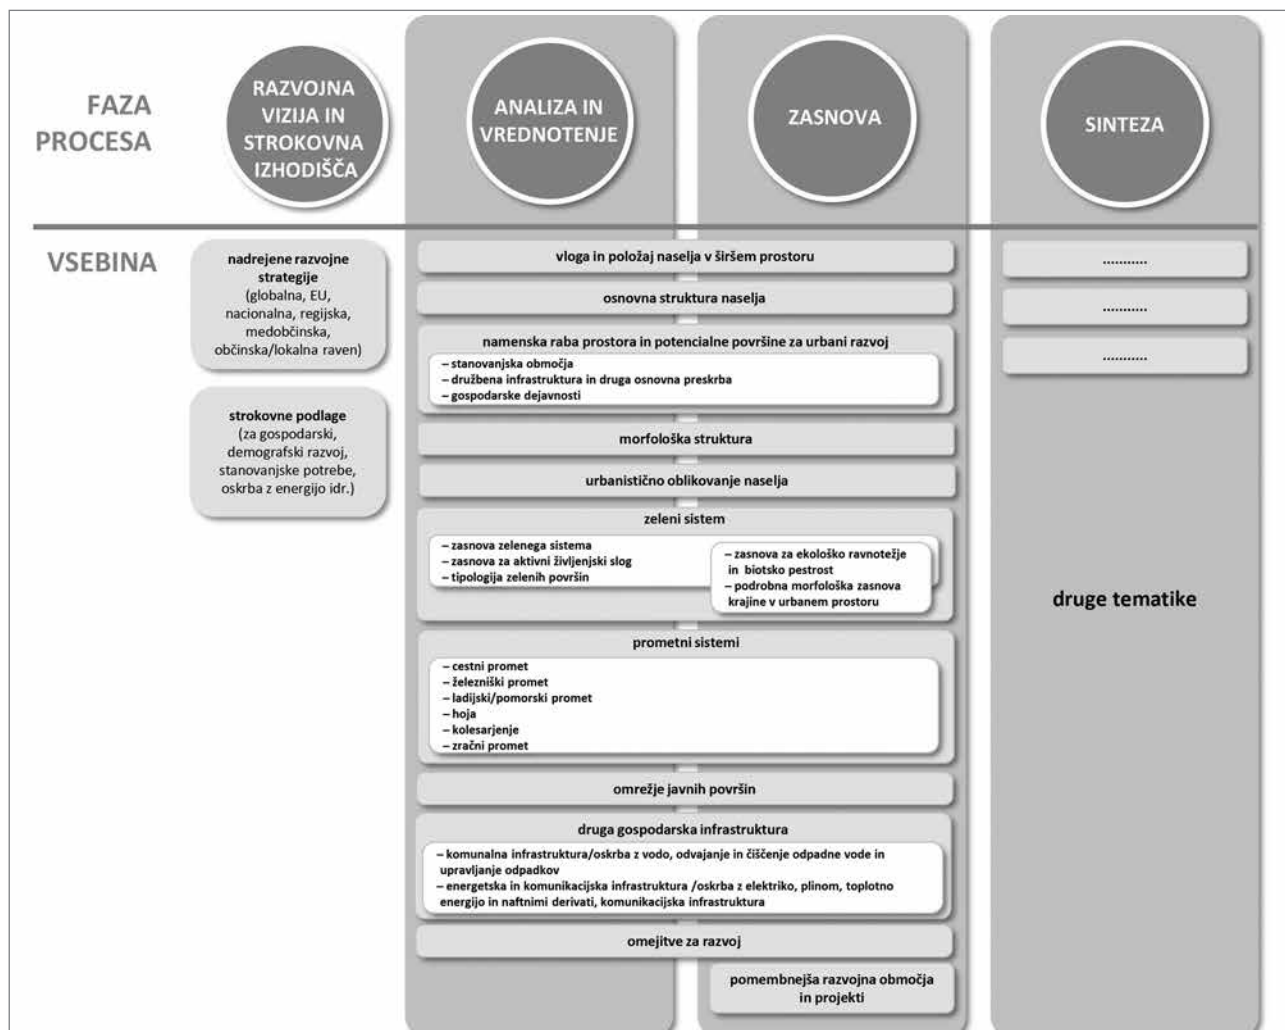 FAZA
PROCESA
RAZVOJNA
VIZIJA IN
STROKOVNA
IZHODIŠČA
ANALIZA IN
VREDNOTENJE
ZASNOVA
SINTEZA
VSEBINA
nadrejene razvojne
strategije
(globalna, EU,
nacionalna, regijska,
medobčinska,
občinska/lokalna raven)
strokovne podlage
(za gospodarski,
demografski razvoj,
stanovanjske potrebe,
oskrba z energijo idr.)
vloga in položaj naselja v širšem prostoru
osnovna struktura naselja
namenska raba prostora in potencialne površine za urbani razvoj
– stanovanjska območja
– družbena infrastruktura in druga osnovna preskrba
– gospodarske dejavnosti
morfološka struktura
urbanistično oblikovanje naselja
zeleni sistem
– zasnova zelenega sistema
– zasnova za aktivni življenjski slog
– tipologija zelenih površin
– zasnova za ekološko ravnotežje
in biotsko pestrost
– podrobna morfološka zasnova
krajine v urbanem prostoru
prometni sistemi
– cestni promet
– železniški promet
– ladijski/pomorski promet
– hoja
– kolesarjenje
– zračni promet
omrežje javnih površin
druga gospodarska infrastruktura
– komunalna infrastruktura/oskrba z vodo, odvajanje in čiščenje odpadne vode in
upravljanje odpadkov
– energetska in komunikacijska infrastruktura /oskrba z elektriko, plinom, toplotno
energijo in naftnimi derivati, komunikacijska infrastruktura
omejitve za razvoj
pomembnejša razvojna območja
in projekti
...........
...........
...........
druge tematike